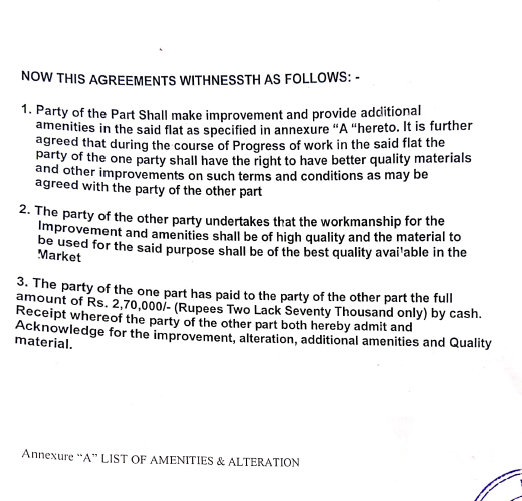 NOW THIS AGREEMENTS WITHNESSTH AS FOLLOWS: -
1. Party of the Part Shall make improvement and provide additional
amenities in the said flat as specified in annexure “A “hereto. It is further
agreed that during the course of Progress of work in the said flat the
party of the one party shall have the right to have better quality materials
and other improvements on such terms and conditions as may be
agreed with the party of the other part
2. The party of the other party undertakes that the workmanship for the
Improvement and amenities shall be of high quality and the material to
be used for the said purpose shall be of the best quality available in the
Market
3. The party of the one part has paid to the party of the other part the full
amount of Rs. 2,70,000/- (Rupees Two Lack Seventy Thousand only) by cash.
Receipt whereof the party of the other part both hereby admit and
Acknowledge for the improvement, alteration, additional amenities and Quality
material.
Annexure “A” LIST OF AMENITIES & ALTERATION